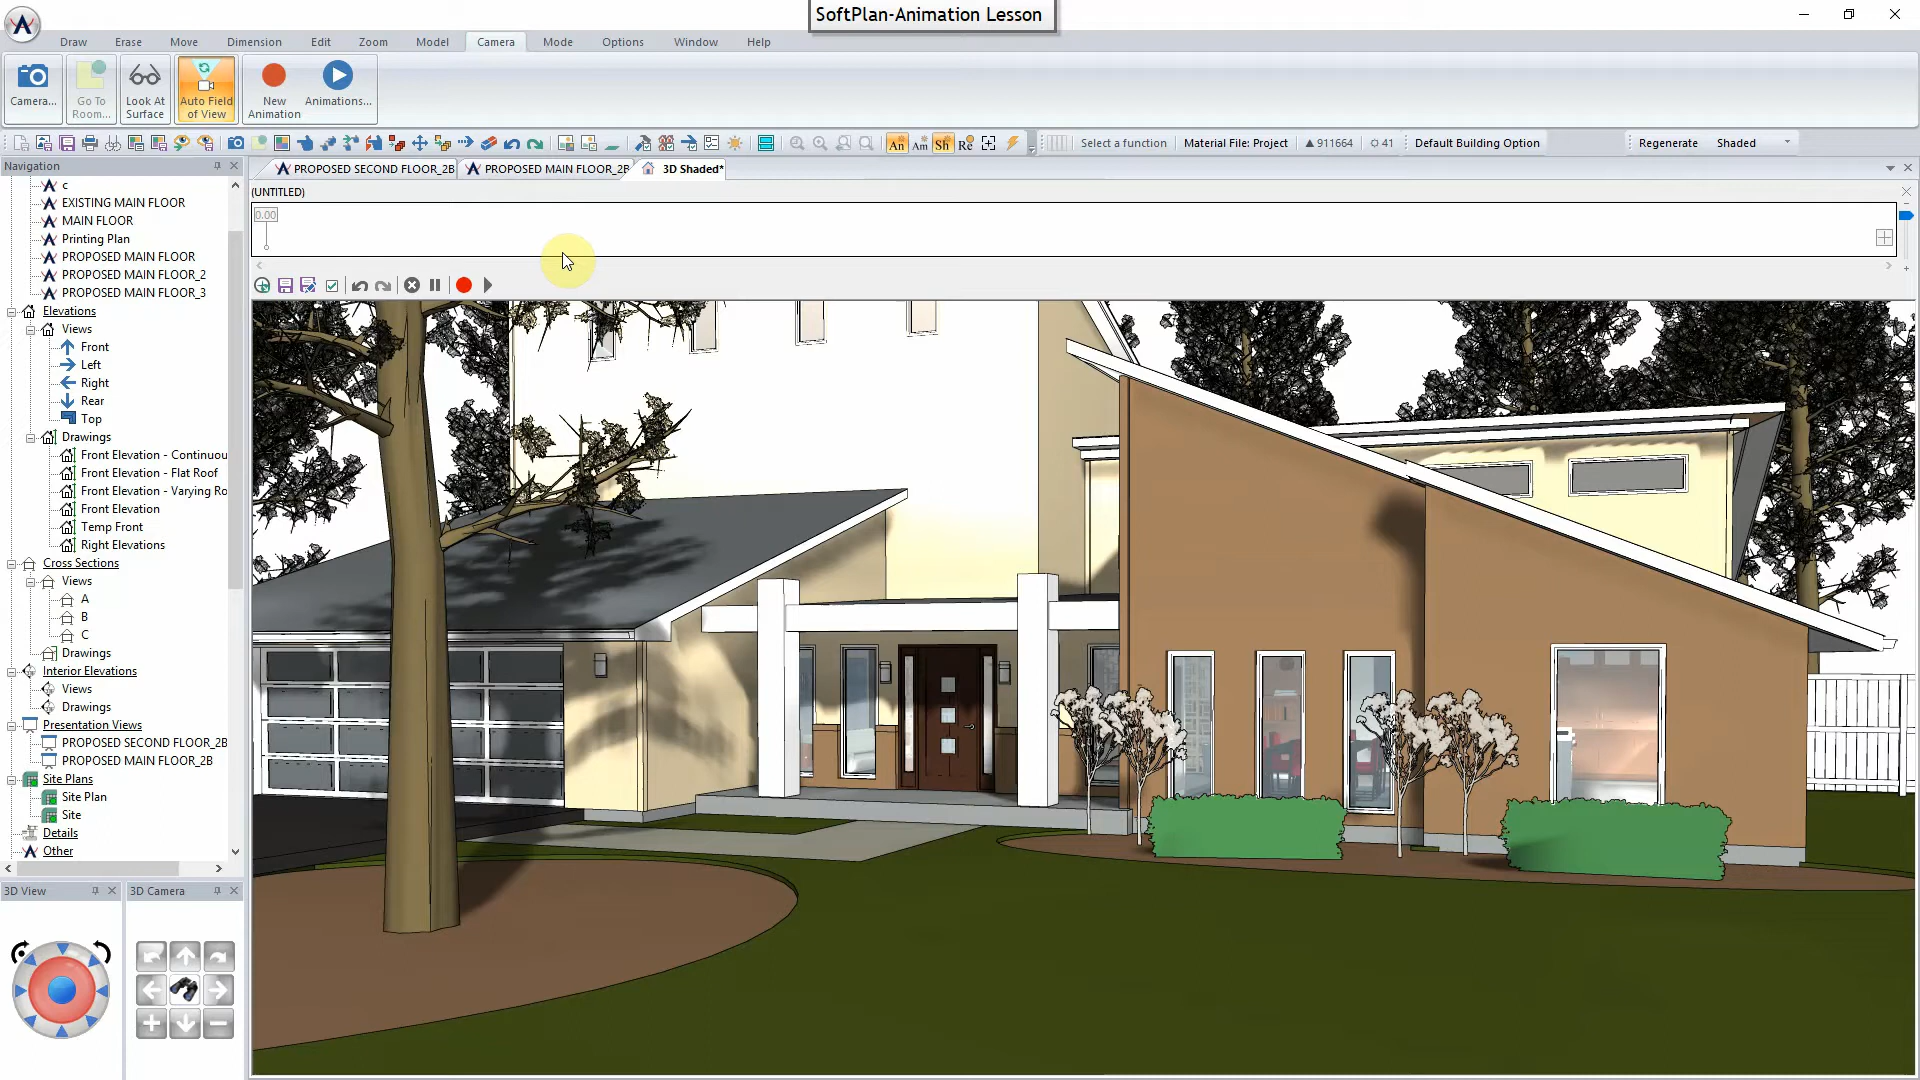 SoftPlan-Animation Lesson
Draw Erase Move Dimension Edit Zoom Model Camera Mode Options Window Help
Camera... Go To Room... Look At Surface Auto Field of View New Animation Animations...
An Am Sh Re Select a function Material File: Project 911664 41 Default Building Option Regenerate Shaded
Navigation
PROPOSED SECOND FLOOR_2B PROPOSED MAIN FLOOR_2B 3D Shaded*
(UNTITLED)
0.00
c
EXISTING MAIN FLOOR
MAIN FLOOR
Printing Plan
PROPOSED MAIN FLOOR
PROPOSED MAIN FLOOR_2
PROPOSED MAIN FLOOR_3
Elevations
Views
Front
Left
Right
Rear
Top
Drawings
Front Elevation - Continuou
Front Elevation - Flat Roof
Front Elevation - Varying Ro
Front Elevation
Temp Front
Right Elevations
Cross Sections
Views
A
B
C
Drawings
Interior Elevations
Views
Drawings
Presentation Views
PROPOSED SECOND FLOOR_2B
PROPOSED MAIN FLOOR_2B
Site Plans
Site Plan
Site
Details
Other
3D View 3D Camera